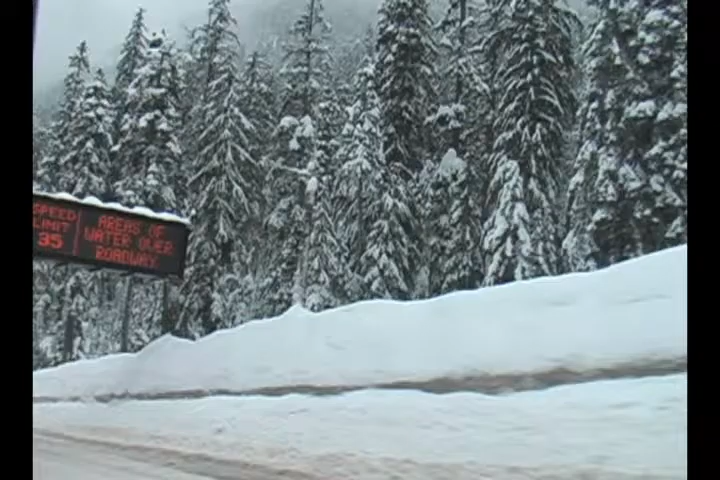 SPEED
LIMIT
35
AREAS OF
WATER OVER
ROADWAY